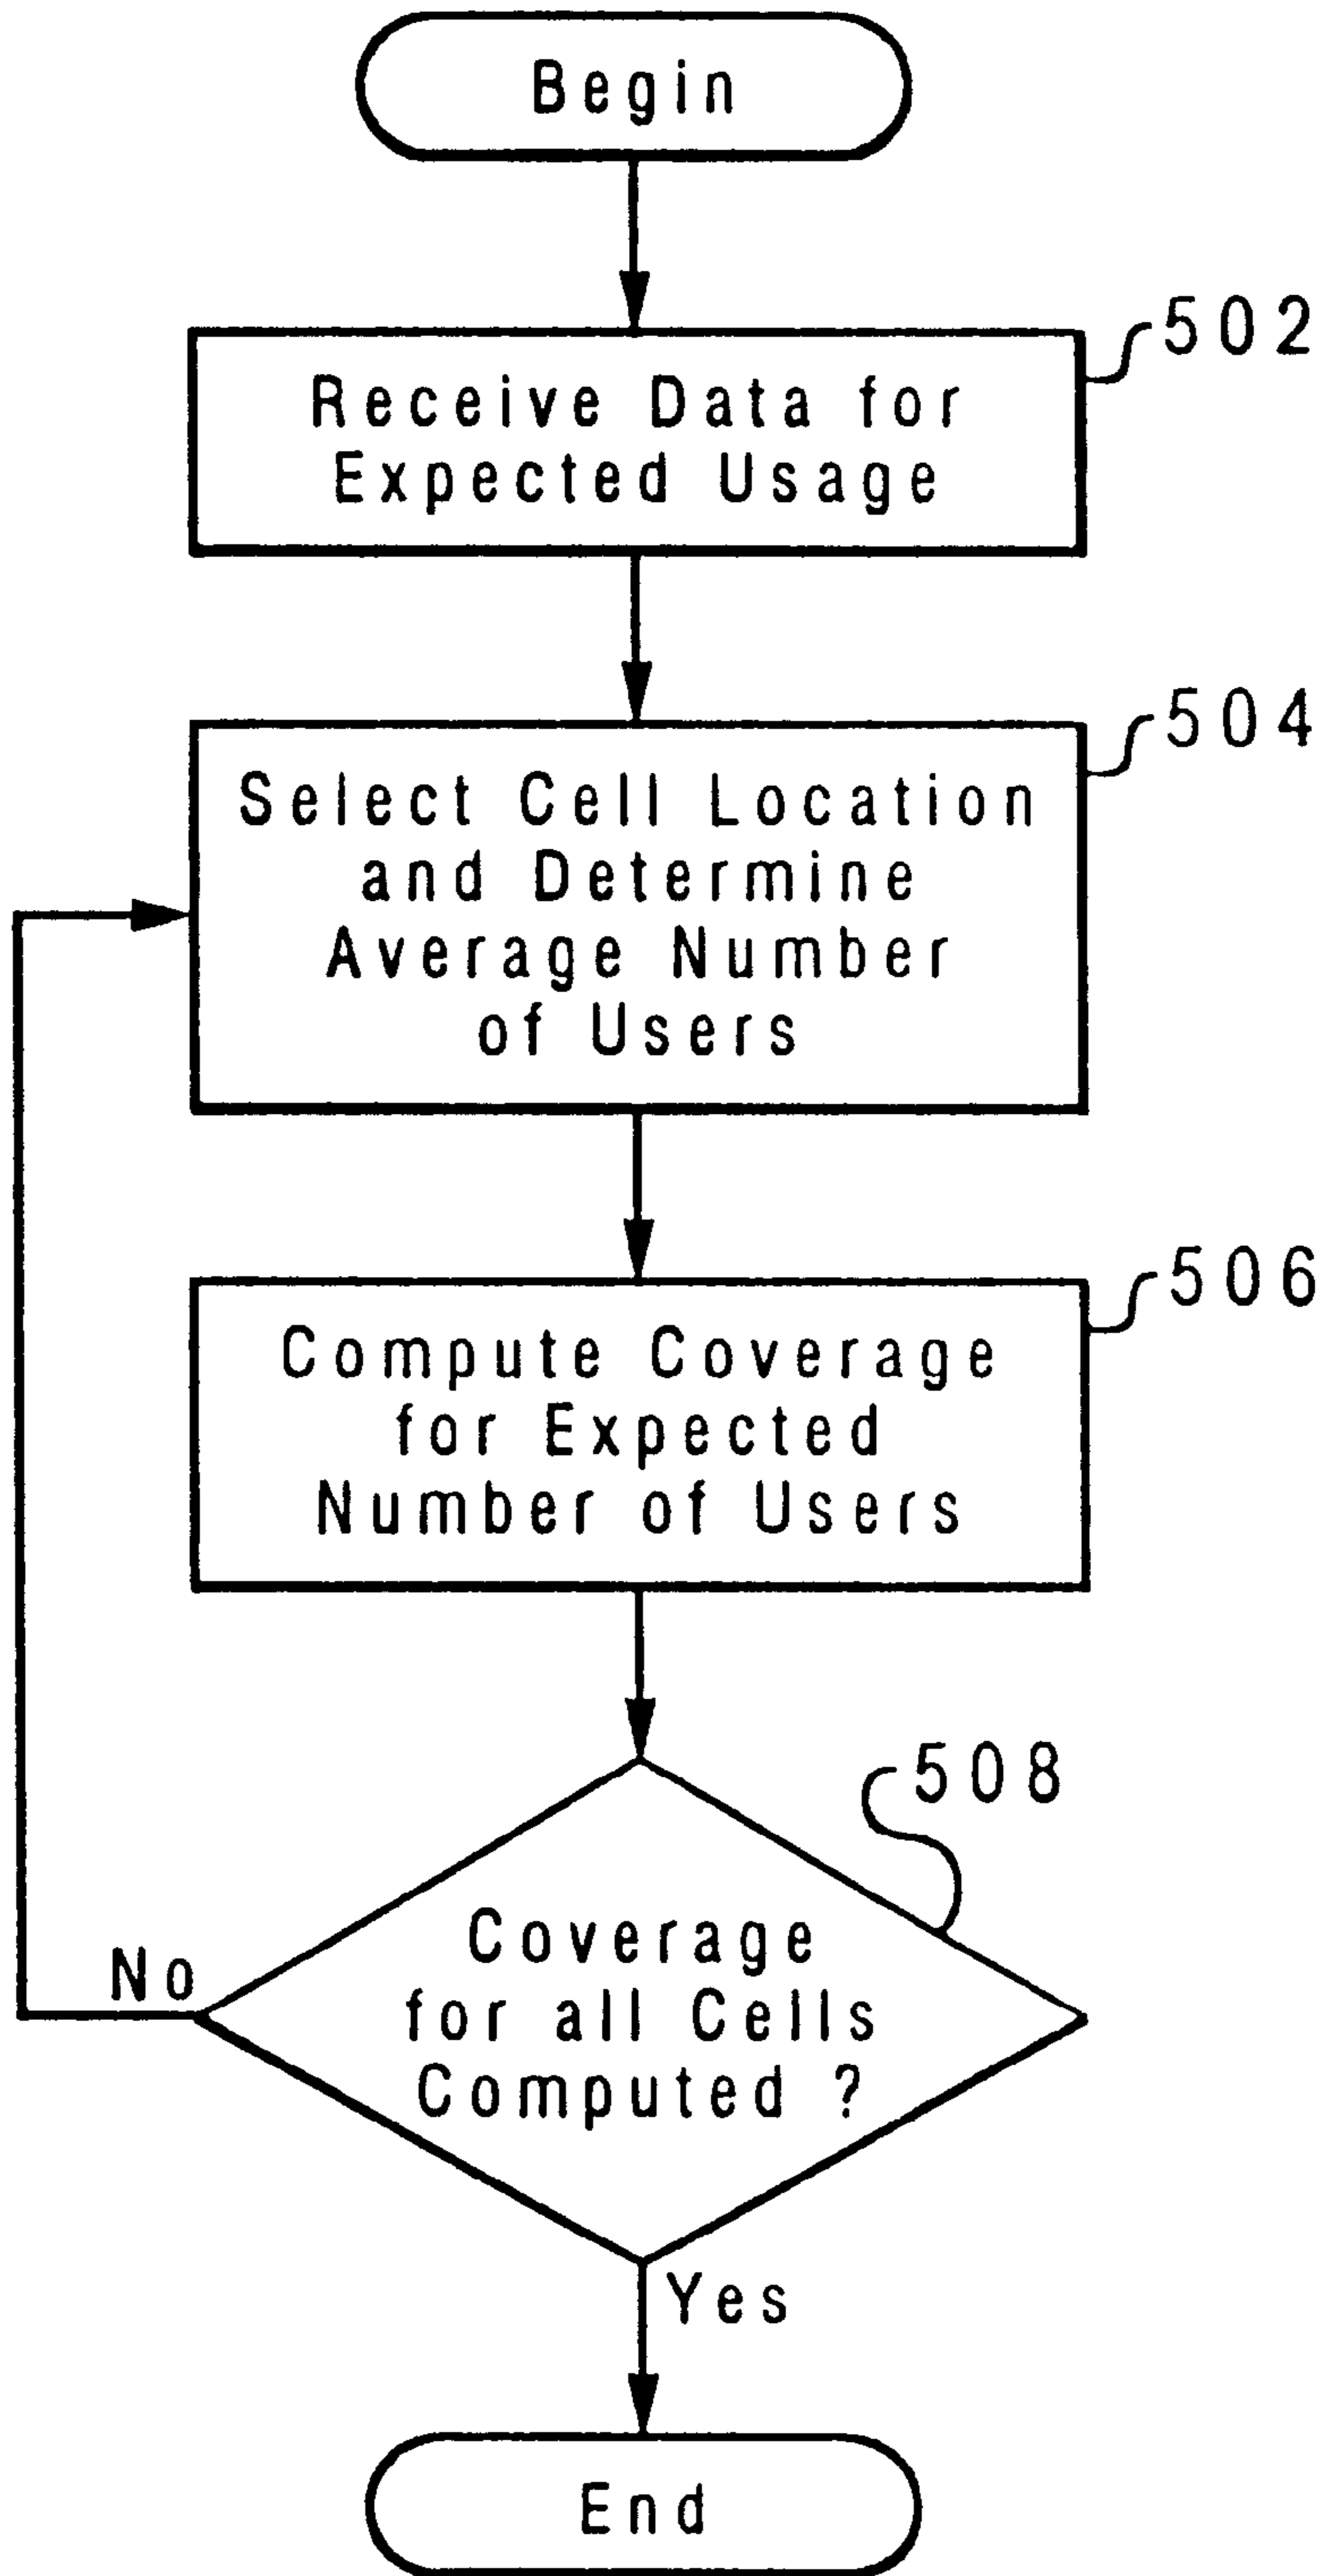 Begin
502
Receive Data for
Expected Usage
504
Select Cell Location
and Determine
Average Number
of Users
506
Compute Coverage
for Expected
Number of Users
508
Coverage
for all Cells
Computed ?
No
Yes
End